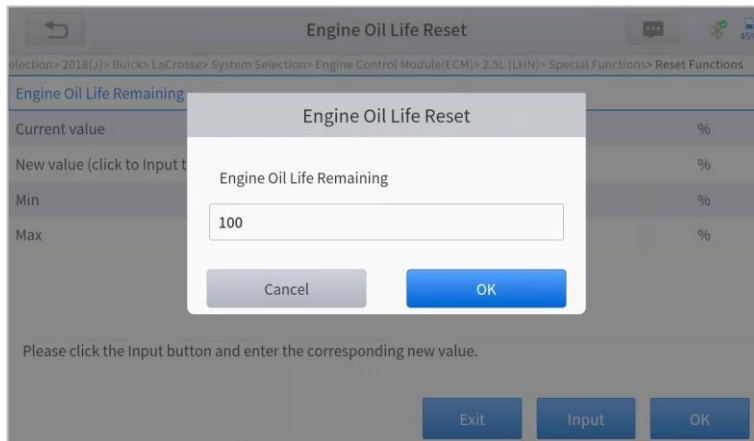 Engine Oil Life Reset
election> 2018(J)> Buick> LaCrosse> System Selection> Engine Control Module(ECM)> 2.5L (LHN)> Special Functions> Reset Functions
Engine Oil Life Remaining
Current value %
New value (click to Input t %
Min %
Max %
Engine Oil Life Reset
Engine Oil Life Remaining
100
Cancel OK
Please click the Input button and enter the corresponding new value.
Exit Input OK